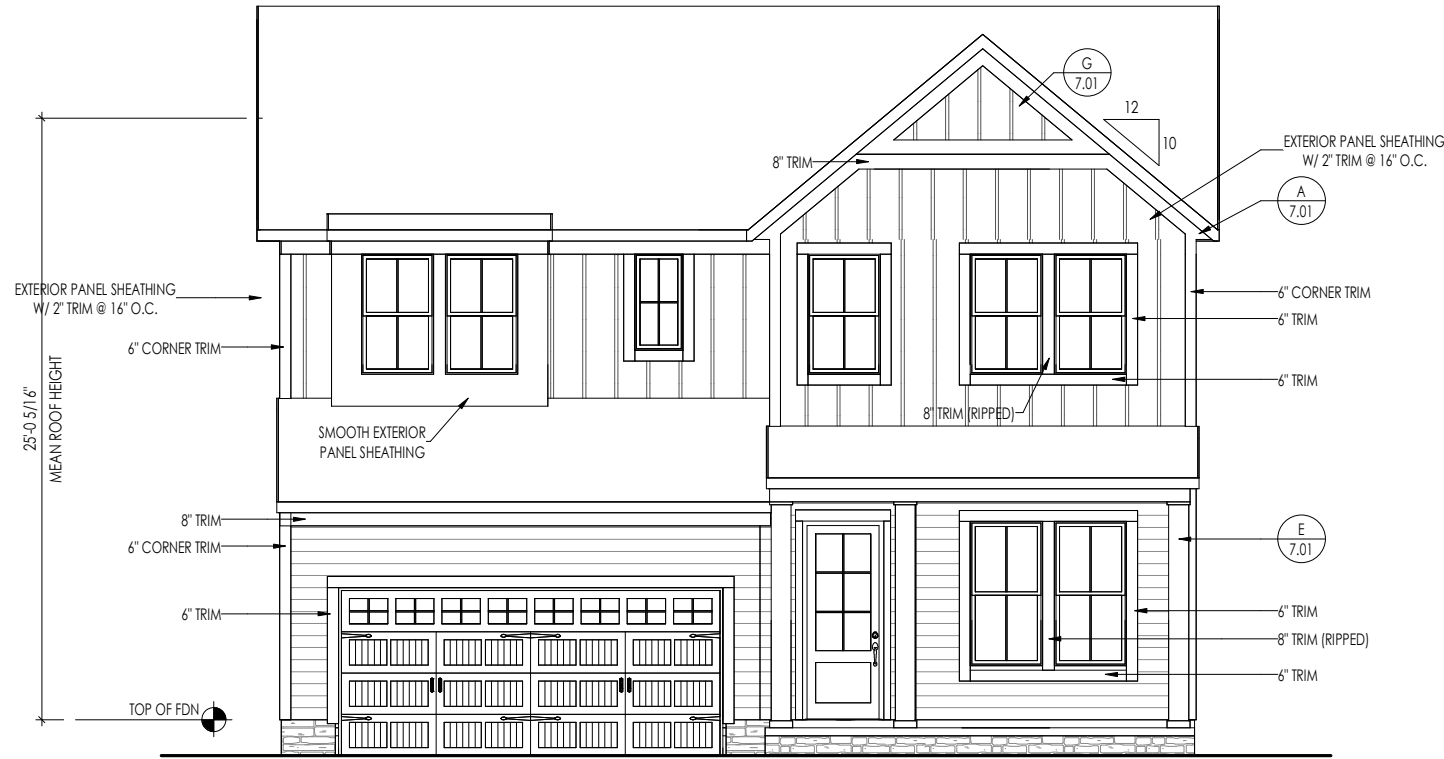 G
7.01
12
10
8" TRIM
EXTERIOR PANEL SHEATHING
W/ 2" TRIM @ 16" O.C.
A
7.01
EXTERIOR PANEL SHEATHING
W/ 2" TRIM @ 16" O.C.
6" CORNER TRIM
6" TRIM
6" CORNER TRIM
25'-0 5/16"
MEAN ROOF HEIGHT
6" TRIM
8" TRIM (RIPPED)
SMOOTH EXTERIOR
PANEL SHEATHING
8" TRIM
6" CORNER TRIM
E
7.01
6" TRIM
6" TRIM
8" TRIM (RIPPED)
6" TRIM
TOP OF FDN